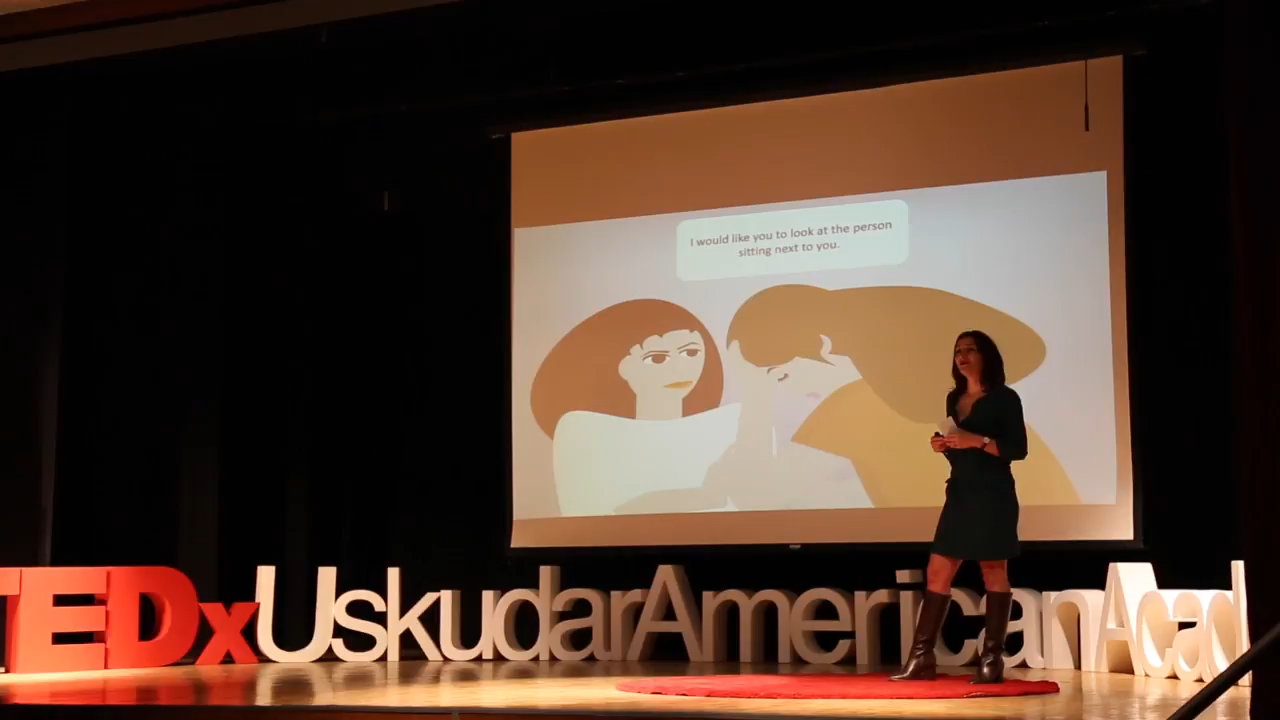 I would like you to look at the person
sitting next to you.
TEDxUskudarAmericanAcad